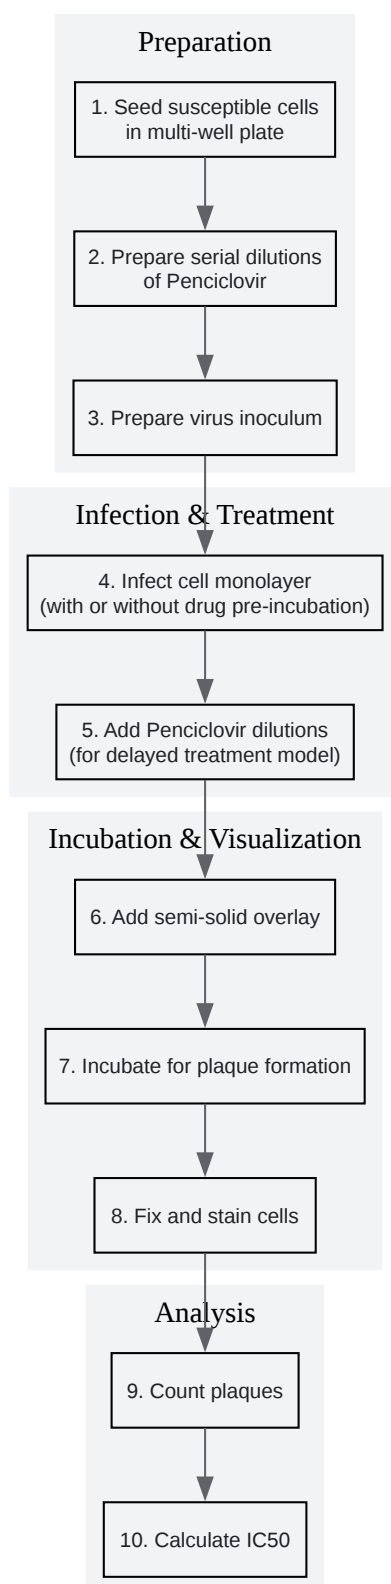 Preparation
1. Seed susceptible cells
in multi-well plate
2. Prepare serial dilutions
of Penciclovir
3. Prepare virus inoculum
Infection & Treatment
4. Infect cell monolayer
(with or without drug pre-incubation)
5. Add Penciclovir dilutions
(for delayed treatment model)
Incubation & Visualization
6. Add semi-solid overlay
7. Incubate for plaque formation
8. Fix and stain cells
Analysis
9. Count plaques
10. Calculate IC50